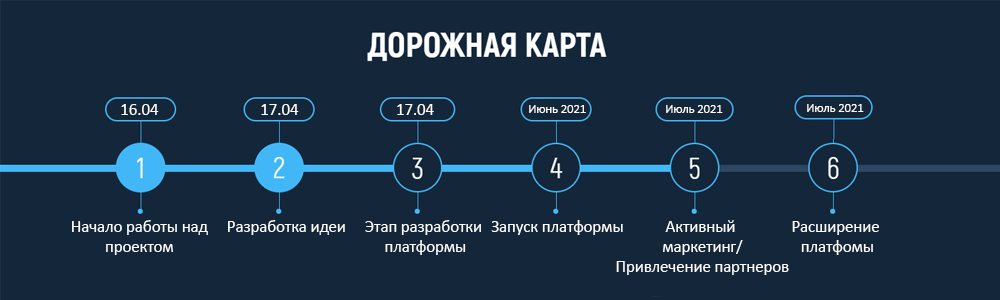 ДОРОЖНАЯ КАРТА
16.04
17.04
17.04
Июнь 2021
Июль 2021
Июль 2021
1
2
3
4
5
6
Начало работы над
проектом
Разработка идеи
Этап разработки
платформы
Запуск платформы
Активный
маркетинг/
Привлечение партнеров
Расширение
платфомы